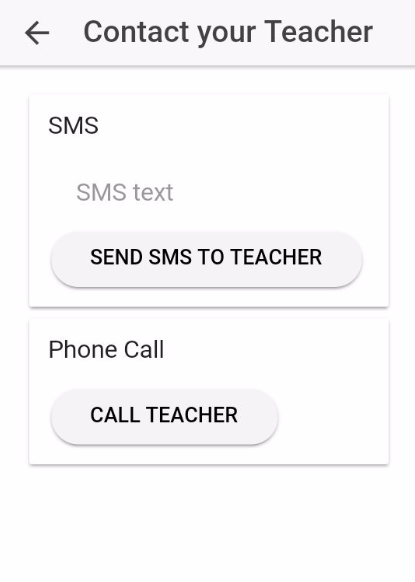 Contact your Teacher
SMS
SMS text
SEND SMS TO TEACHER
Phone Call
CALL TEACHER